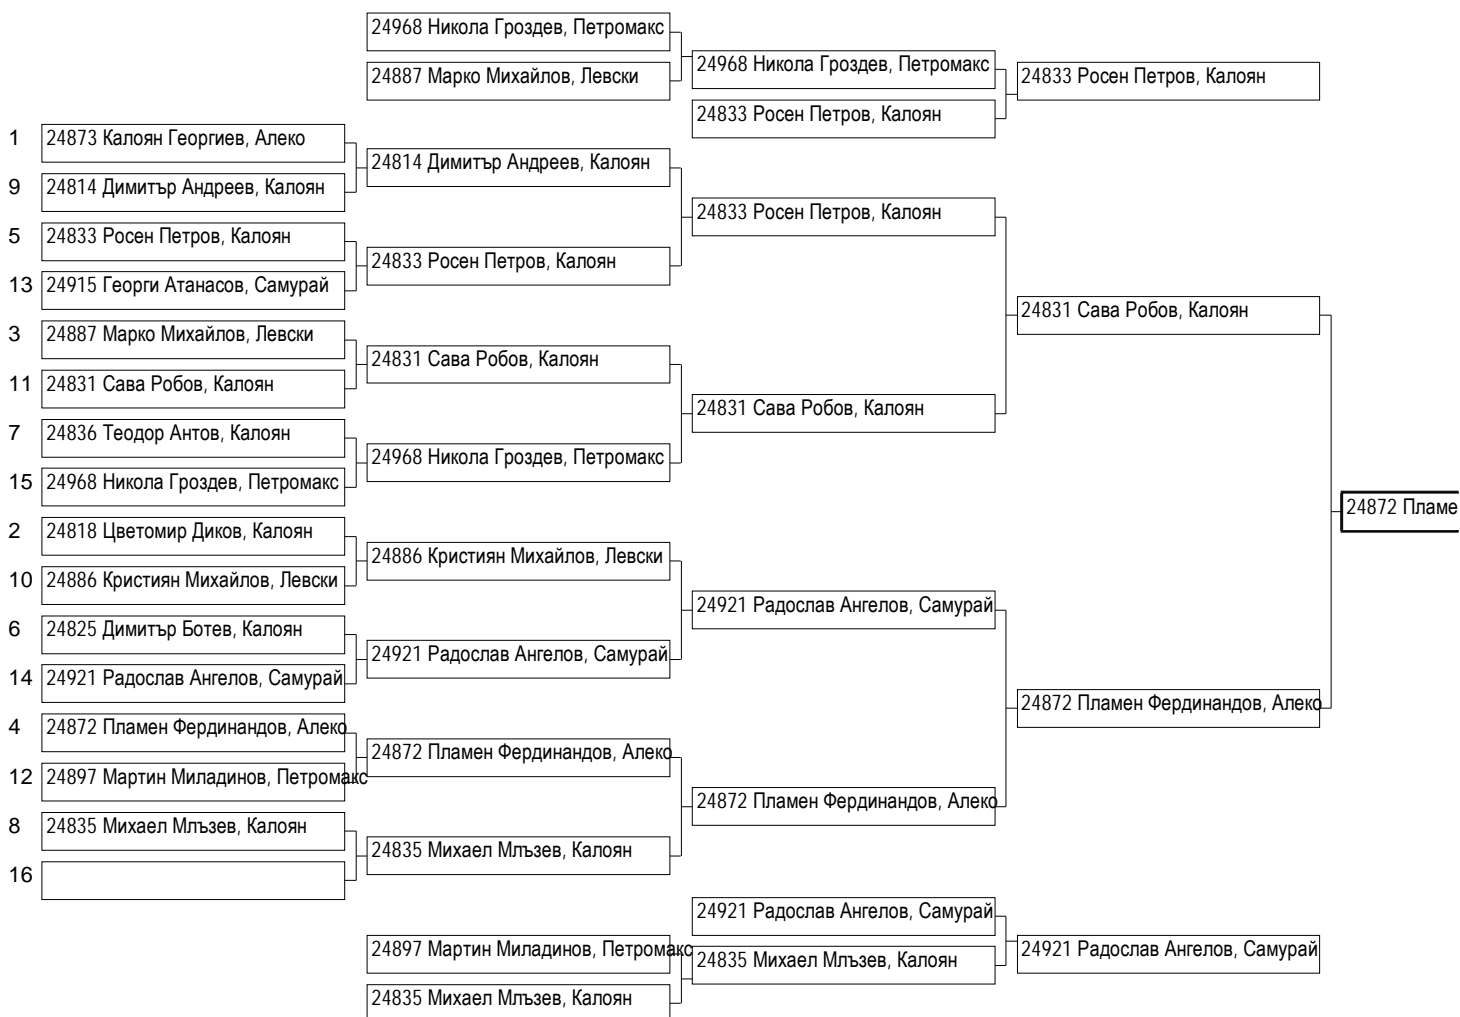 24968 Никола Гроздев, Петромакс
24887 Марко Михайлов, Левски
24968 Никола Гроздев, Петромакс
24833 Росен Петров, Калоян
24833 Росен Петров, Калоян
1 24873 Калоян Георгиев, Алеко
9 24814 Димитър Андреев, Калоян
5 24833 Росен Петров, Калоян
13 24915 Георги Атанасов, Самурай
3 24887 Марко Михайлов, Левски
11 24831 Сава Робов, Калоян
7 24836 Теодор Антов, Калоян
15 24968 Никола Гроздев, Петромакс
2 24818 Цветомир Диков, Калоян
10 24886 Кристиян Михайлов, Левски
6 24825 Димитър Ботев, Калоян
14 24921 Радослав Ангелов, Самурай
4 24872 Пламен Фердинандов, Алеко
12 24897 Мартин Миладинов, Петромакс
8 24835 Михаел Млъзев, Калоян
16
24814 Димитър Андреев, Калоян
24833 Росен Петров, Калоян
24831 Сава Робов, Калоян
24968 Никола Гроздев, Петромакс
24886 Кристиян Михайлов, Левски
24921 Радослав Ангелов, Самурай
24872 Пламен Фердинандов, Алеко
24835 Михаел Млъзев, Калоян
24833 Росен Петров, Калоян
24831 Сава Робов, Калоян
24921 Радослав Ангелов, Самурай
24872 Пламен Фердинандов, Алеко
24831 Сава Робов, Калоян
24872 Пламен Фердинандов, Алеко
24872 Пламе
24897 Мартин Миладинов, Петромакс
24835 Михаел Млъзев, Калоян
24921 Радослав Ангелов, Самурай
24835 Михаел Млъзев, Калоян
24921 Радослав Ангелов, Самурай